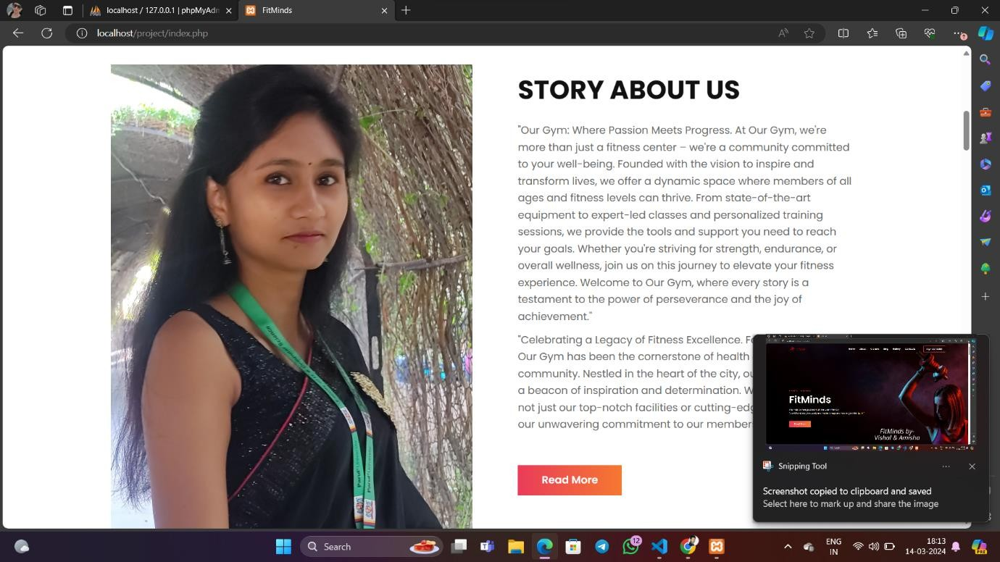 localhost / 127.0.0.1 | phpMyAdm
FitMinds
localhost/project/index.php
STORY ABOUT US
"Our Gym: Where Passion Meets Progress. At Our Gym, we're
more than just a fitness center – we're a community committed
to your well-being. Founded with the vision to inspire and
transform lives, we offer a dynamic space where members of all
ages and fitness levels can thrive. From state-of-the-art
equipment to expert-led classes and personalized training
sessions, we provide the tools and support you need to reach
your goals. Whether you're striving for strength, endurance, or
overall wellness, join us on this journey to elevate your fitness
experience. Welcome to Our Gym, where every story is a
testament to the power of perseverance and the joy of
achievement."
"Celebrating a Legacy of Fitness Excellence. F
Our Gym has been the cornerstone of health
community. Nestled in the heart of the city, ou
a beacon of inspiration and determination. W
not just our top-notch facilities or cutting-edg
our unwavering commitment to our member
Read More
FitMinds
FitMinds by-
Vishal & Amisha
Snipping Tool
Screenshot copied to clipboard and saved
Select here to mark up and share the image
Parul University
Search
12
ENG
IN
18:13
14-03-2024
PRE